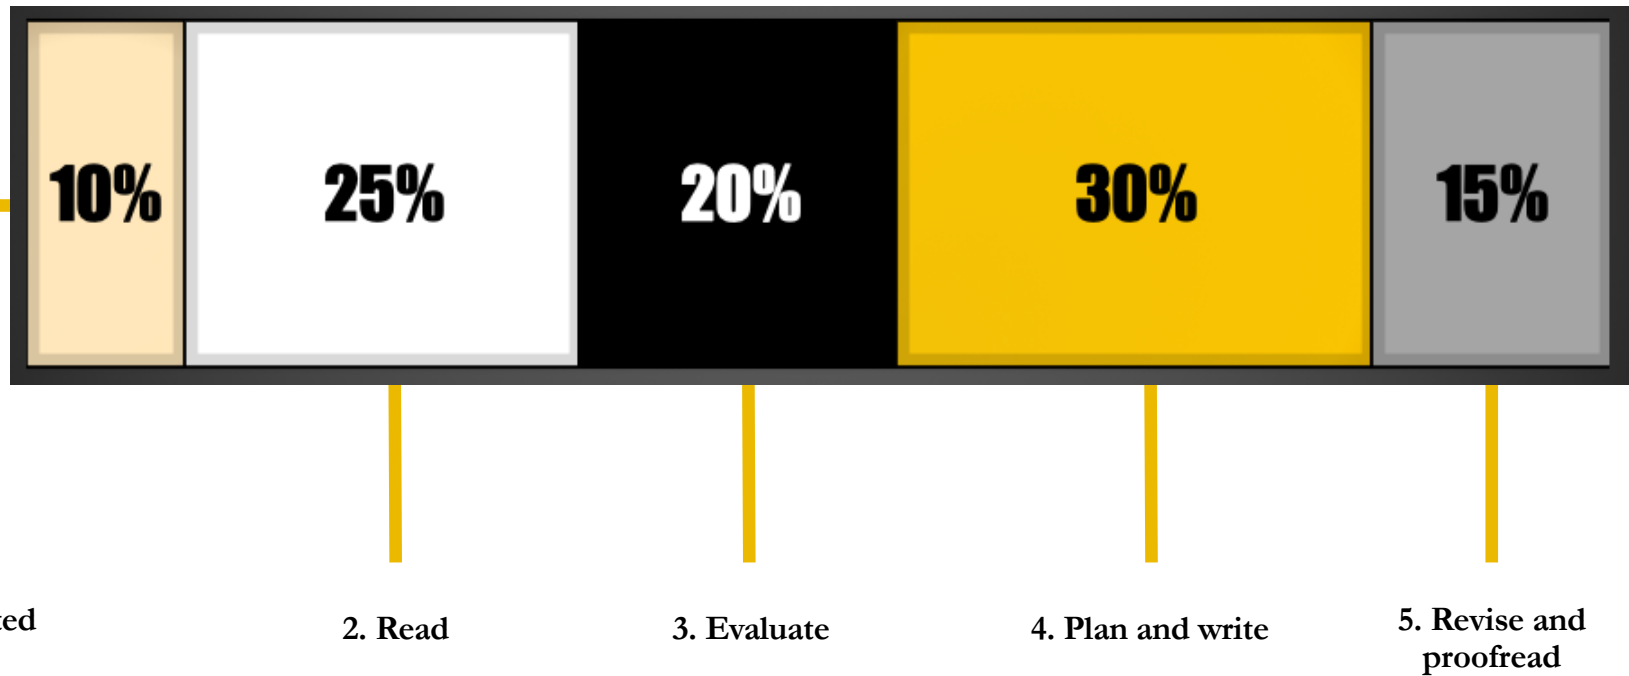 10% 25% 20% 30% 15%
2. Read 3. Evaluate 4. Plan and write 5. Revise and
proofread